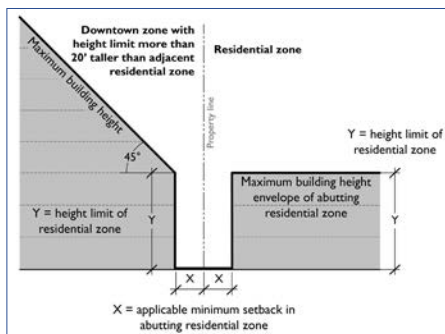 Downtown zone with
height limit more than
20' taller than adjacent
residential zone
Residential zone
Maximum building height
45°
Property line
Y = height limit of
residential zone
Y = height limit of
residential zone
Y
Maximum building height
envelope of abutting
residential zone
Y
X
X
X = applicable minimum setback in
abutting residential zone